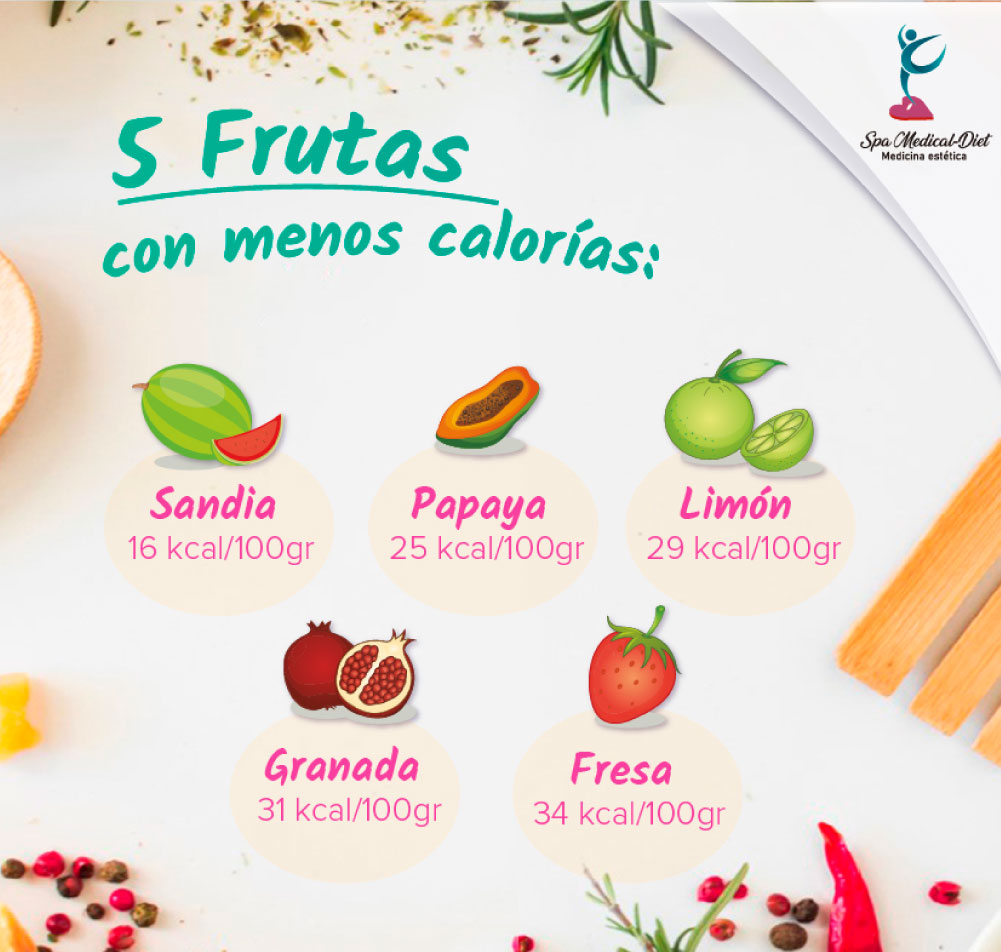 Spa Medical-Diet
Medicina estética
5 Frutas
con menos calorías:
Sandia
16 kcal/100gr
Papaya
25 kcal/100gr
Limón
29 kcal/100gr
Granada
31 kcal/100gr
Fresa
34 kcal/100gr